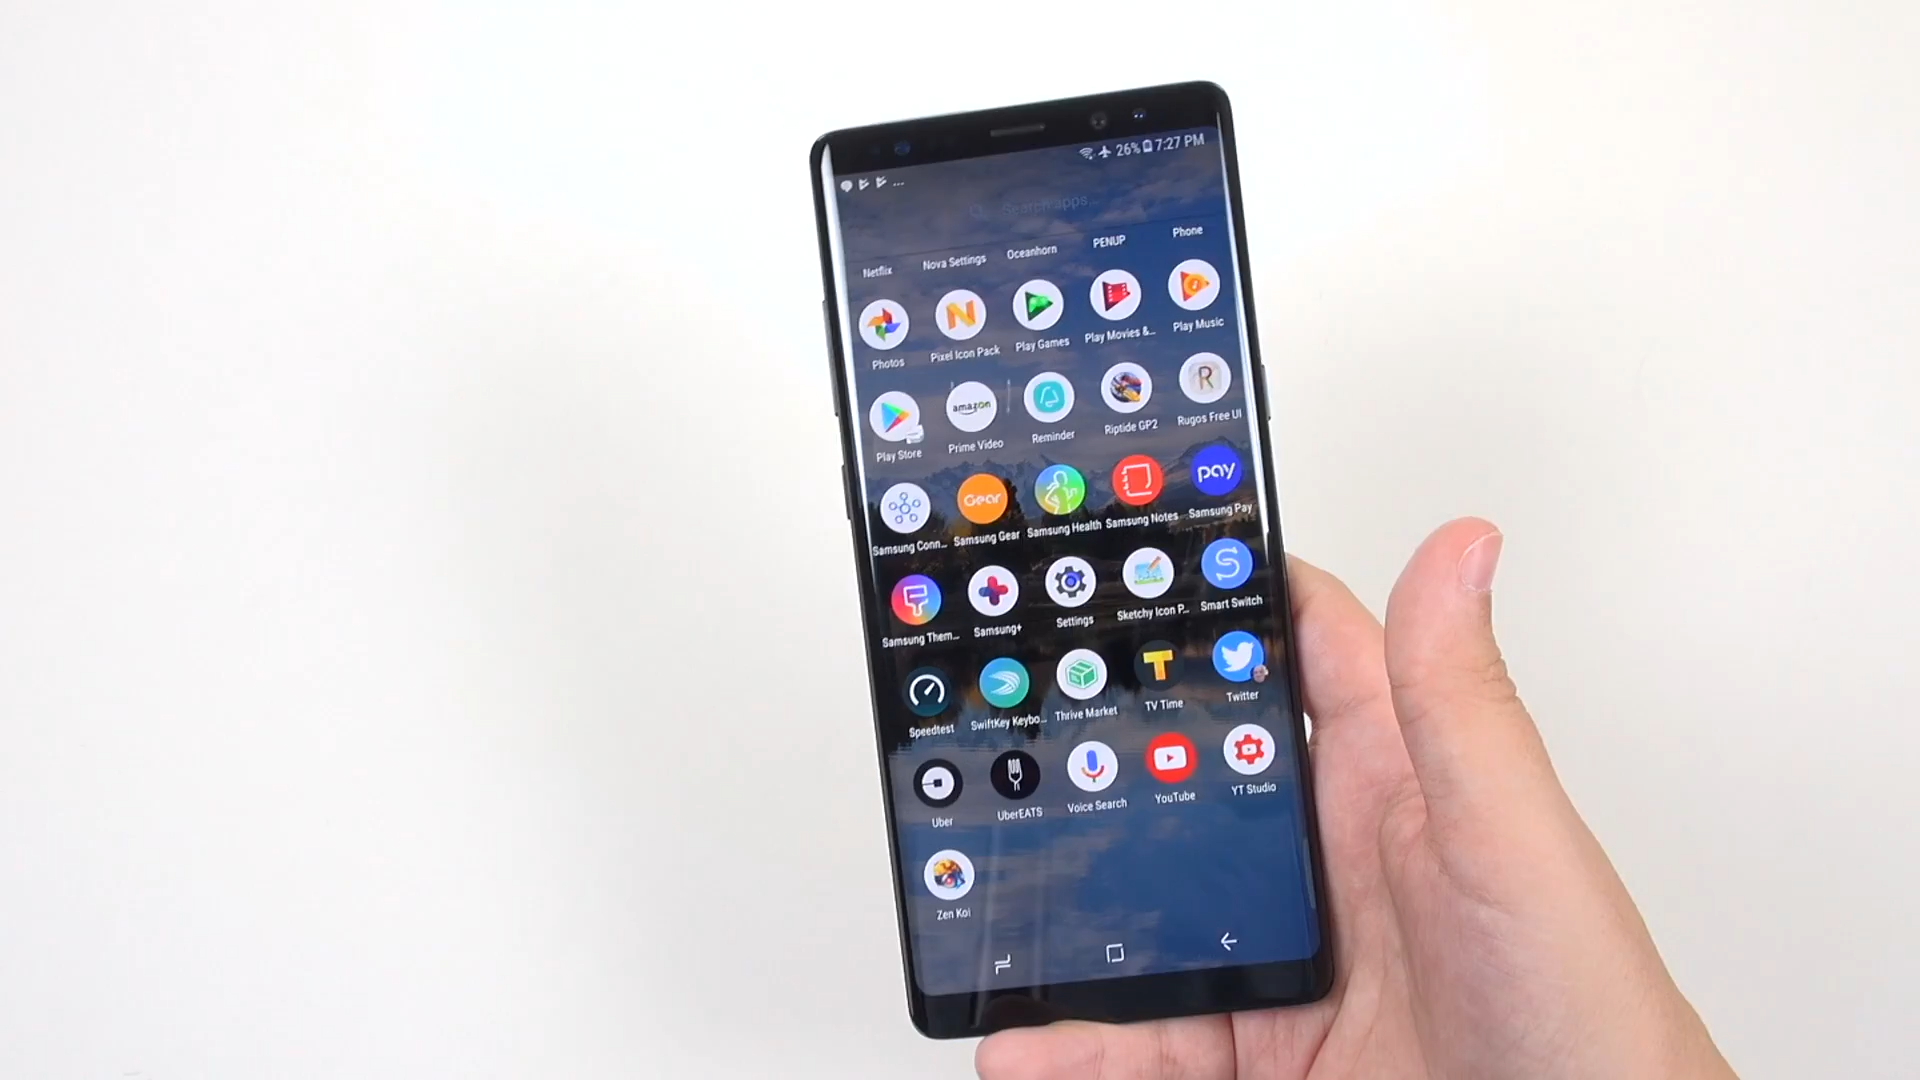 26% 7:27 PM
...
Search apps...
Netflix Nova Settings Oceanhorn PENUP Phone
Photos Pixel Icon Pack Play Games Play Movies &... Play Music
amazon
R
Play Store Prime Video Reminder Riptide GP2 Rugos Free UI
Gear
pay
Samsung Conn... Samsung Gear Samsung Health Samsung Notes Samsung Pay
Samsung Them... Samsung+ Settings Sketchy Icon P... Smart Switch
Speedtest SwiftKey Keybo... Thrive Market TV Time Twitter
Uber UberEATS Voice Search YouTube YT Studio
Zen Koi